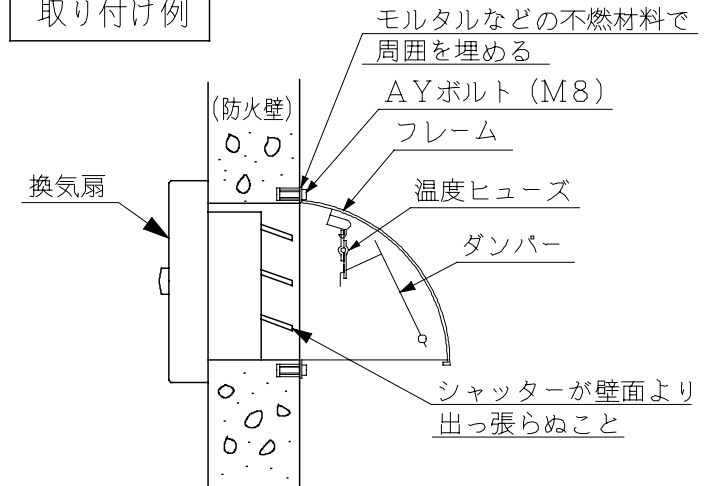 取り付け例
モルタルなどの不燃材料で
周囲を埋める
ＡＹボルト（Ｍ８）
(防火壁)
フレーム
換気扇
温度ヒューズ
ダンパー
シャッターが壁面より
出っ張らぬこと